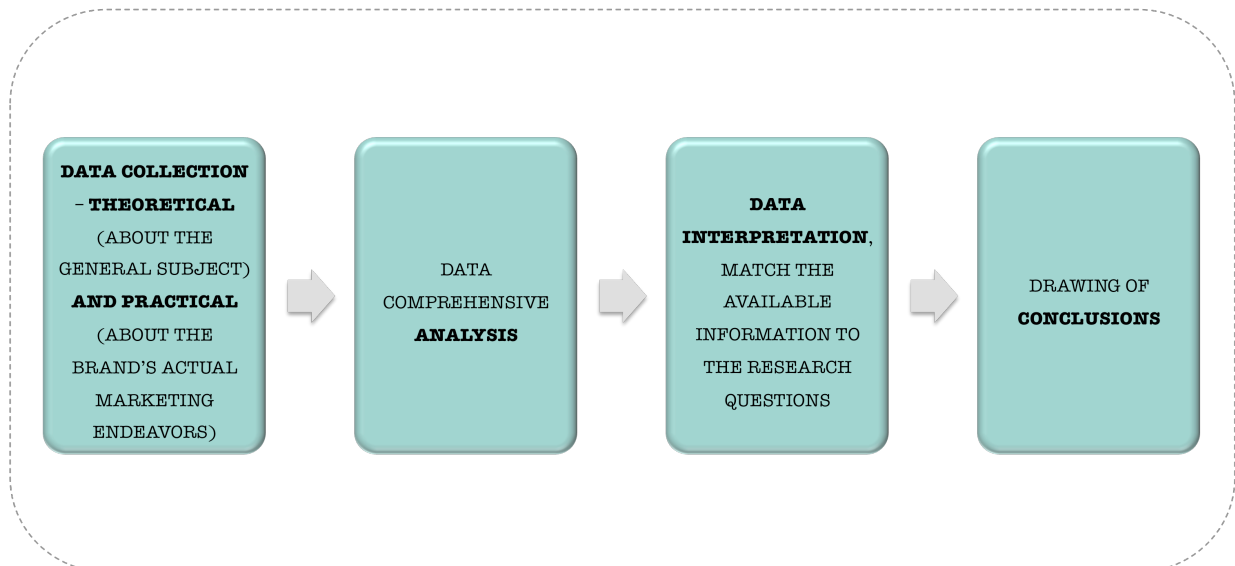 DATA COLLECTION
– THEORETICAL
(ABOUT THE
GENERAL SUBJECT)
AND PRACTICAL
(ABOUT THE
BRAND'S ACTUAL
MARKETING
ENDEAVORS)
DATA
COMPREHENSIVE
ANALYSIS
DATA
INTERPRETATION,
MATCH THE
AVAILABLE
INFORMATION TO
THE RESEARCH
QUESTIONS
DRAWING OF
CONCLUSIONS